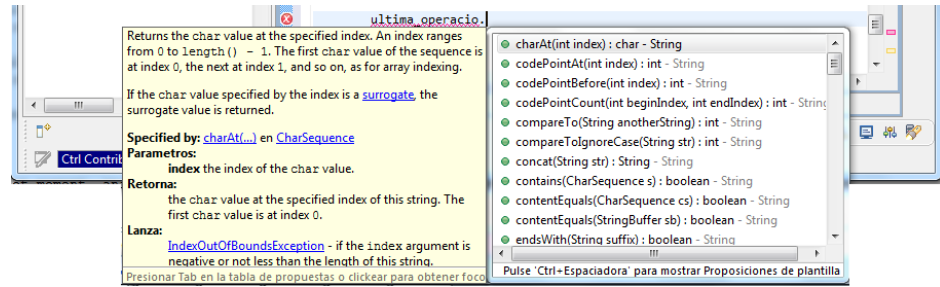 ultima_operacio.
Returns the char value at the specified index. An index ranges
from 0 to length() - 1. The first char value of the sequence is
at index 0, the next at index 1, and so on, as for array indexing.
If the char value specified by the index is a surrogate, the
surrogate value is returned.
Specified by: charAt(...) en CharSequence
Parametros:
index the index of the char value.
Retorna:
the char value at the specified index of this string. The
first char value is at index 0.
Lanza:
IndexOutOfBoundsException - if the index argument is
negative or not less than the length of this string.
Presionar Tab en la tabla de propuestas o clickear para obtener foco
charAt(int index) : char - String
codePointAt(int index) : int - String
codePointBefore(int index) : int - String
codePointCount(int beginIndex, int endIndex) : int - String
compareTo(String anotherString) : int - String
compareToIgnoreCase(String str) : int - String
concat(String str) : String - String
contains(CharSequence s) : boolean - String
contentEquals(CharSequence cs) : boolean - String
contentEquals(StringBuffer sb) : boolean - String
endsWith(String suffix) : boolean - String
Pulse 'Ctrl+Espaciadora' para mostrar Proposiciones de plantilla
Ctrl Contrib